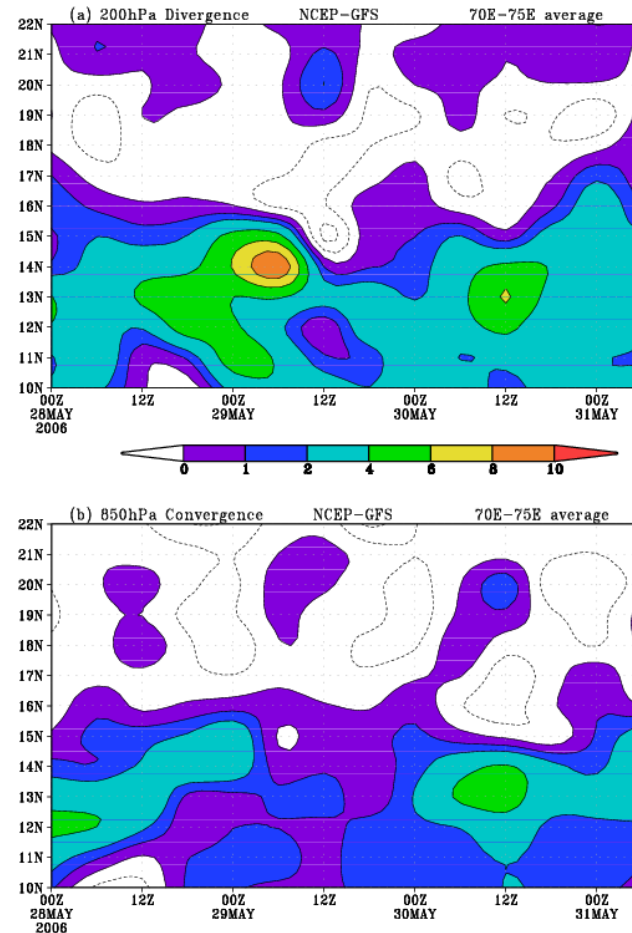 (a) 200hPa Divergence NCEP-GFS 70E-75E average
22N
21N
20N
19N
18N
17N
16N
15N
14N
13N
12N
11N
10N
00Z 12Z 00Z 12Z 00Z 12Z 00Z
28MAY 29MAY 30MAY 31MAY
2006
0 1 2 4 6 8 10
(b) 850hPa Convergence NCEP-GFS 70E-75E average
22N
21N
20N
19N
18N
17N
16N
15N
14N
13N
12N
11N
10N
00Z 12Z 00Z 12Z 00Z 12Z 00Z
28MAY 29MAY 30MAY 31MAY
2006